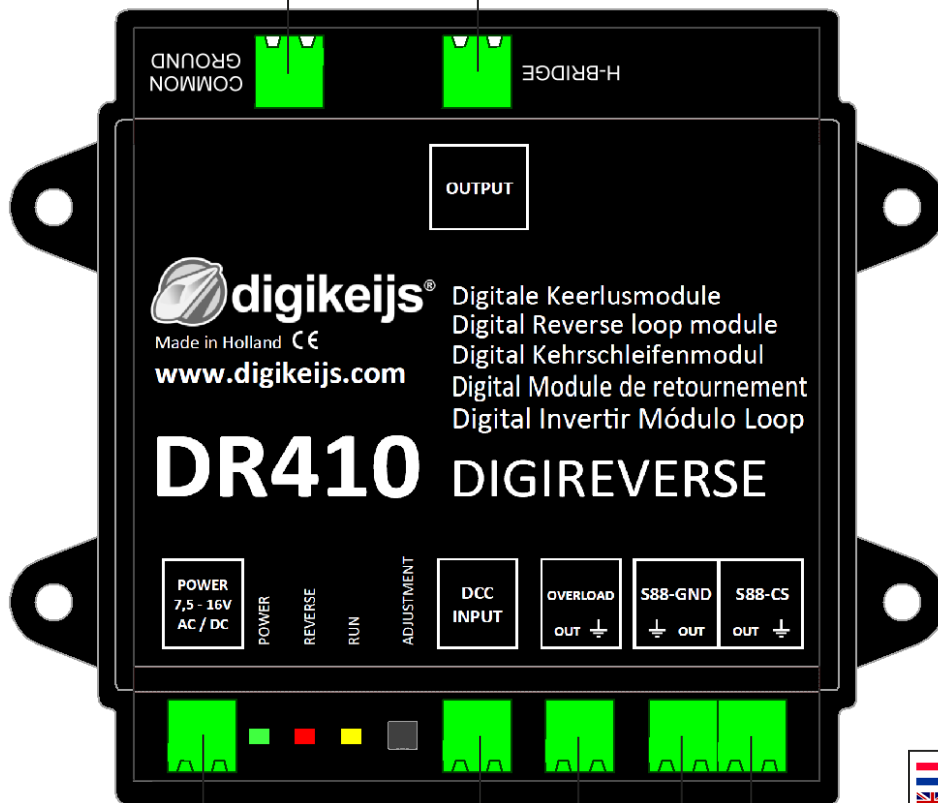 COMMON
GROUND
H-BRIDGE
OUTPUT
digikeijs®
Made in Holland CE
www.digikeijs.com
Digitale Keerlusmodule
Digital Reverse loop module
Digital Kehrschleifenmodul
Digital Module de retournement
Digital Invertir Módulo Loop
DR410 DIGIREVERSE
POWER
7,5 - 16V
AC / DC
POWER
REVERSE
RUN
ADJUSTMENT
DCC
INPUT
OVERLOAD
OUT
S88-GND
OUT
S88-CS
OUT